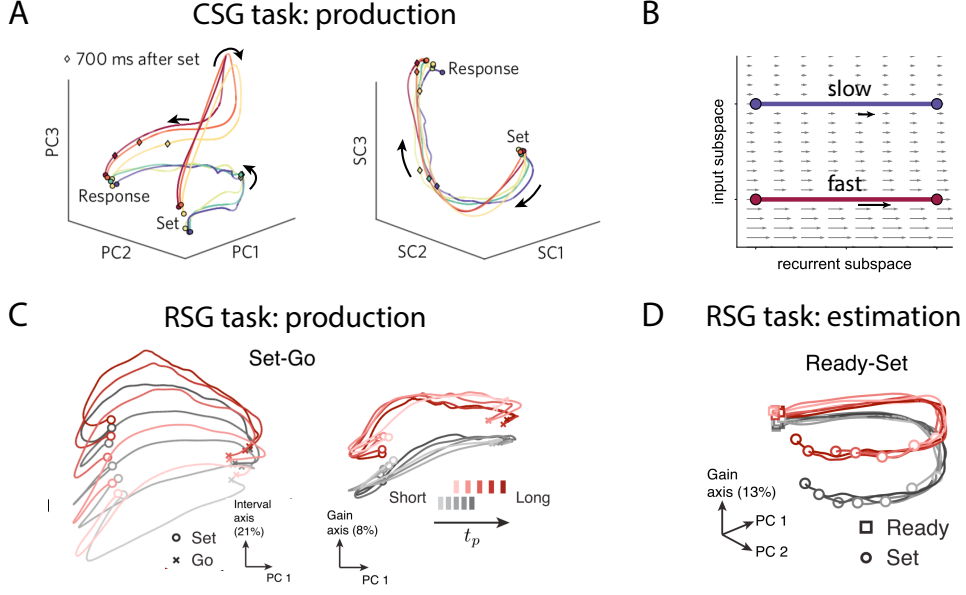 A
CSG task: production
◇ 700 ms after set
PC3
Response
Set
PC2
PC1
Response
SC3
Set
SC2
SC1
B
input subspace
slow
fast
recurrent subspace
C
RSG task: production
Set-Go
Set
Go
Interval
axis
(21%)
PC 1
Short
Long
Gain
axis (8%)
tp
PC 1
D
RSG task: estimation
Ready-Set
Gain
axis (13%)
PC 1
PC 2
Ready
Set